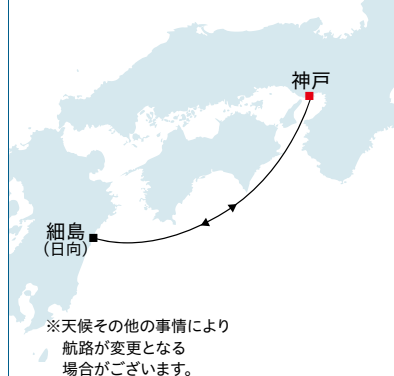 神戸
細島
(日向)
※天候その他の事情により
航路が変更となる
場合がございます。